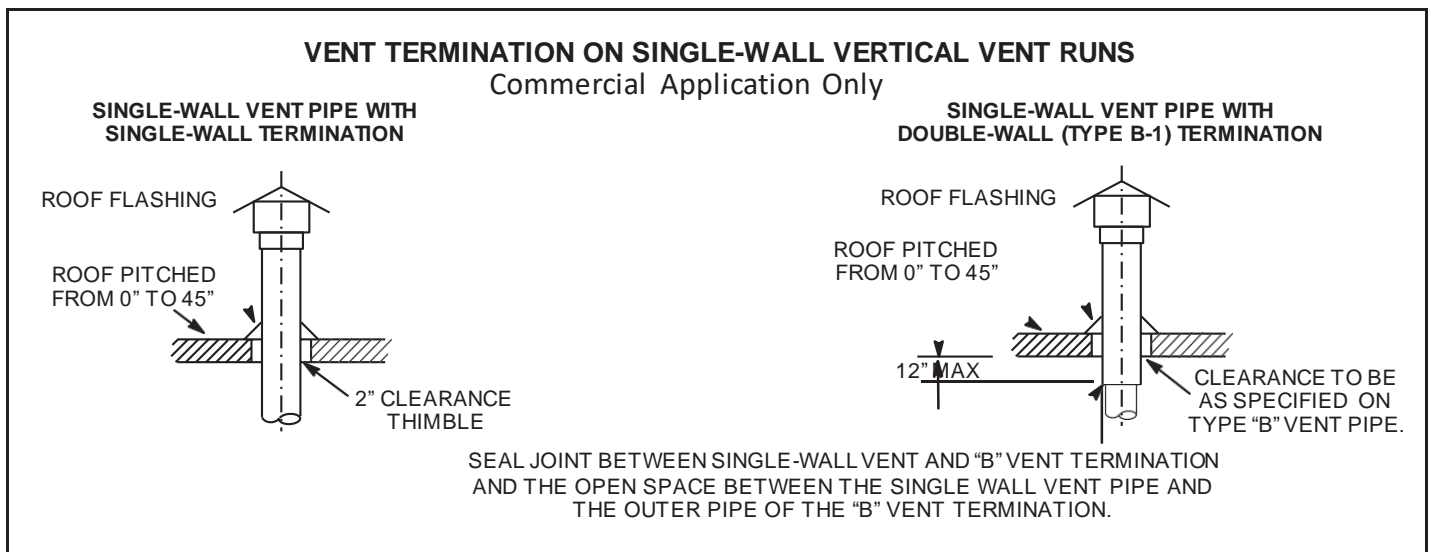 VENT TERMINATION ON SINGLE-WALL VERTICAL VENT RUNS
Commercial Application Only
SINGLE-WALL VENT PIPE WITH
SINGLE-WALL TERMINATION
ROOF FLASHING
ROOF PITCHED
FROM 0” TO 45”
2” CLEARANCE
THIMBLE
SINGLE-WALL VENT PIPE WITH
DOUBLE-WALL (TYPE B-1) TERMINATION
ROOF FLASHING
ROOF PITCHED
FROM 0” TO 45”
12” MAX
CLEARANCE TO BE
AS SPECIFIED ON
TYPE “B” VENT PIPE.
SEAL JOINT BETWEEN SINGLE-WALL VENT AND “B” VENT TERMINATION
AND THE OPEN SPACE BETWEEN THE SINGLE WALL VENT PIPE AND
THE OUTER PIPE OF THE “B” VENT TERMINATION.